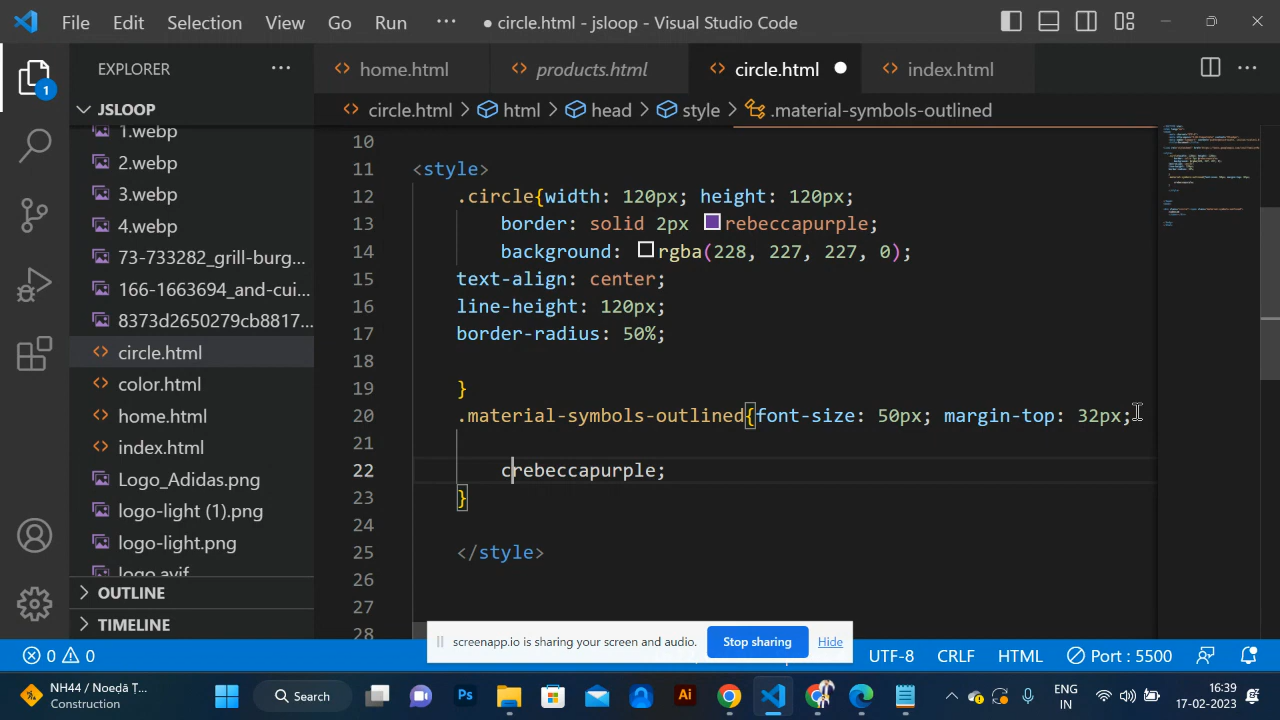 File Edit Selection View Go Run ··· ● circle.html - jsloop - Visual Studio Code
EXPLORER ···
JSLOOP
1.webp
2.webp
3.webp
4.webp
73-733282_grill-burg...
166-1663694_and-cui...
8373d2650279cb8817...
circle.html
color.html
home.html
index.html
Logo_Adidas.png
logo-light (1).png
logo-light.png
logo.avif
OUTLINE
TIMELINE
1
home.html products.html circle.html ● index.html ···
circle.html > html > head > style > .material-symbols-outlined
10
11 <style>
12 .circle{width: 120px; height: 120px;
13 border: solid 2px rebeccapurple;
14 background: rgba(228, 227, 227, 0);
15 text-align: center;
16 line-height: 120px;
17 border-radius: 50%;
18
19 }
20 .material-symbols-outlined{font-size: 50px; margin-top: 32px;
21
22 crebeccapurple;
23 }
24
25 </style>
26
27
28
screenapp.io is sharing your screen and audio. Stop sharing Hide
0 0 UTF-8 CRLF HTML Port : 5500
NH44 / Noedā Ț...
Construction
Search
Ps
Ai
ENG
IN
16:39
17-02-2023